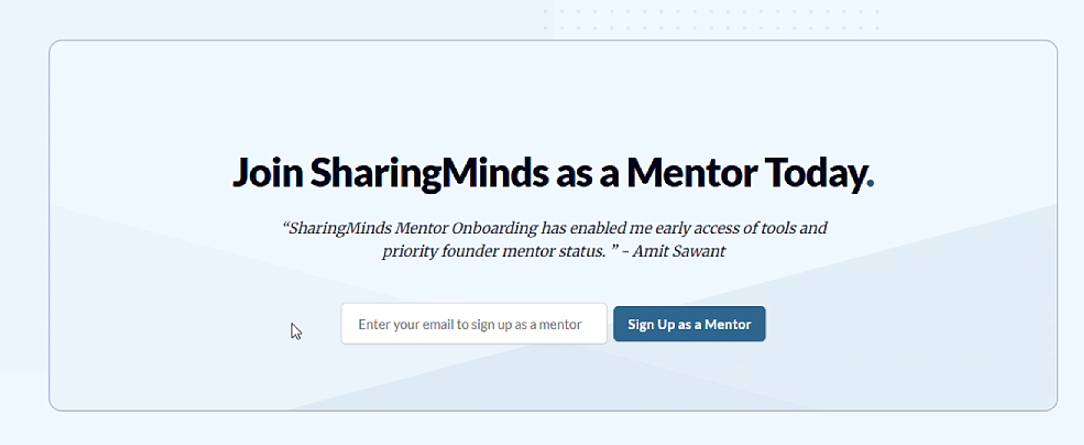 Join SharingMinds as a Mentor Today.
“SharingMinds Mentor Onboarding has enabled me early access of tools and
priority founder mentor status. ” – Amit Sawant
Enter your email to sign up as a mentor
Sign Up as a Mentor